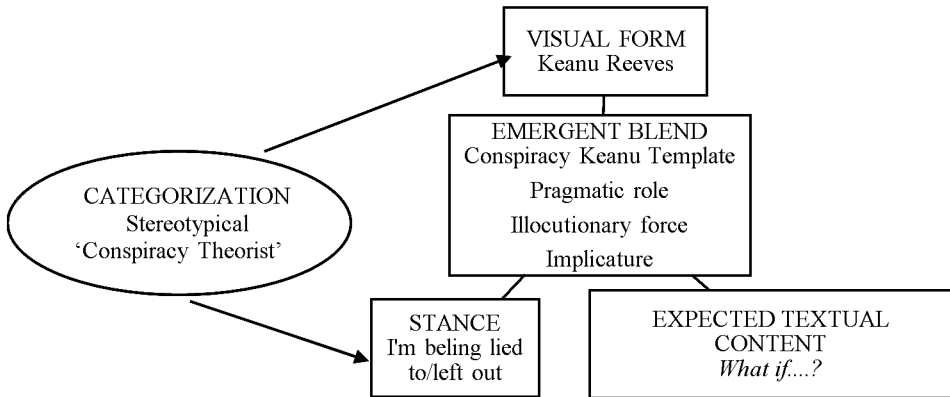 VISUAL FORM
Keanu Reeves
EMERGENT BLEND
Conspiracy Keanu Template
Pragmatic role
Illocutionary force
Implicature
CATEGORIZATION
Stereotypical
‘Conspiracy Theorist’
STANCE
I'm beling lied
to/left out
EXPECTED TEXTUAL
CONTENT
What if....?